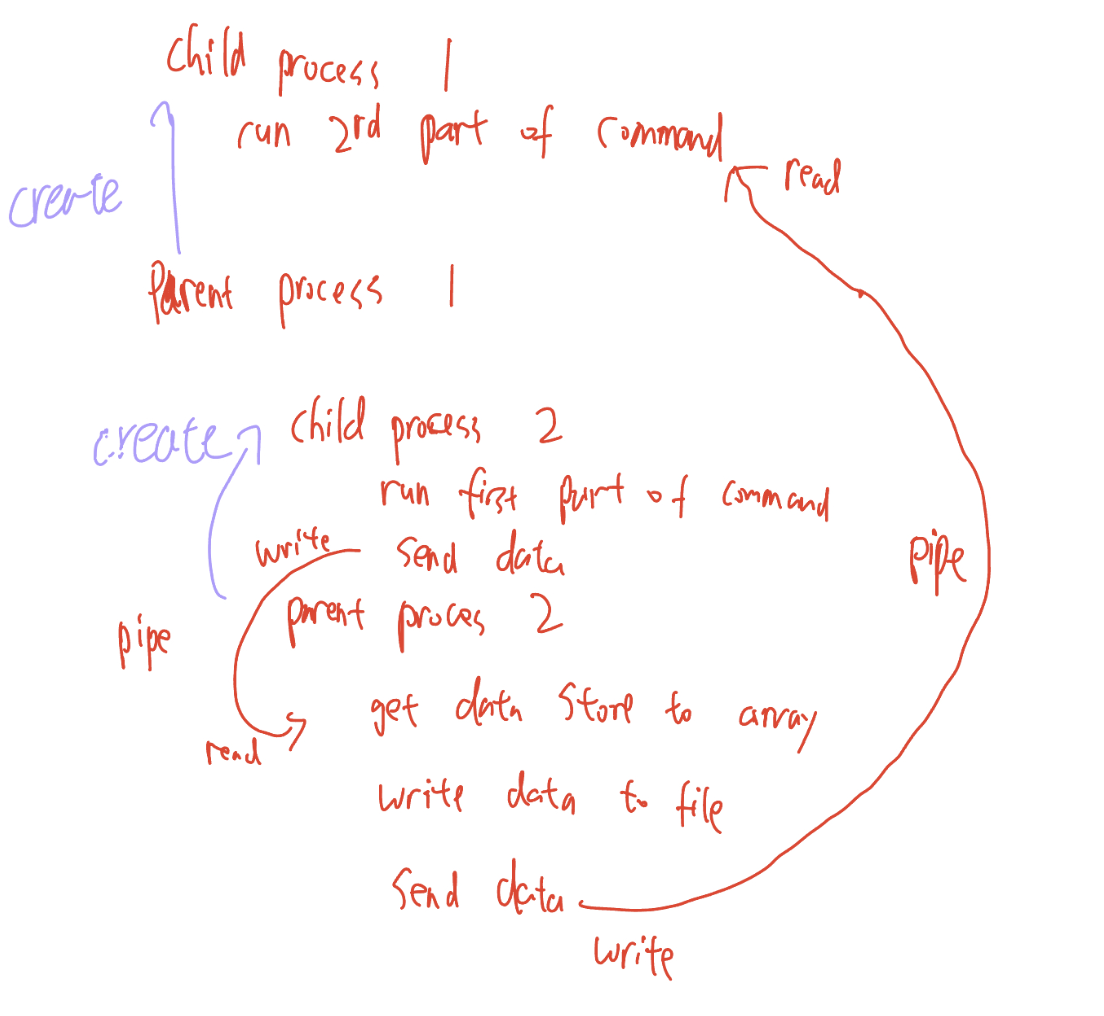 child process 1
run 2rd part of command
read
create
Parent process 1
create
child process 2
run first part of command
write
send data
pipe
parent proces 2
pipe
get data store to array
read
write data to file
send data
write